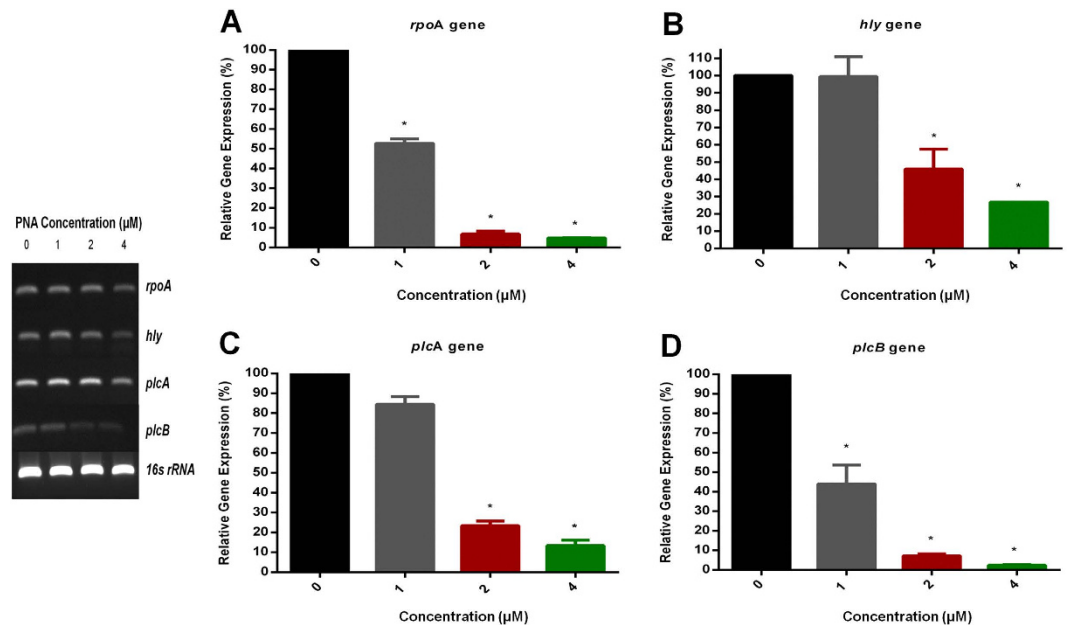 PNA Concentration (µM)
0 1 2 4
rpoA
hly
plcA
plcB
16s rRNA
A
rpoA gene
Relative Gene Expression (%)
100
90
80
70
60
50
40
30
20
10
0
*
*
*
0 1 2 4
Concentration (µM)
B
hly gene
Relative Gene Expression (%)
110
100
90
80
70
60
50
40
30
20
10
0
*
*
0 1 2 4
Concentration (µM)
C
plcA gene
Relative Gene Expression (%)
100
90
80
70
60
50
40
30
20
10
0
*
*
0 1 2 4
Concentration (µM)
D
plcB gene
Relative Gene Expression (%)
100
90
80
70
60
50
40
30
20
10
0
*
*
*
0 1 2 4
Concentration (µM)